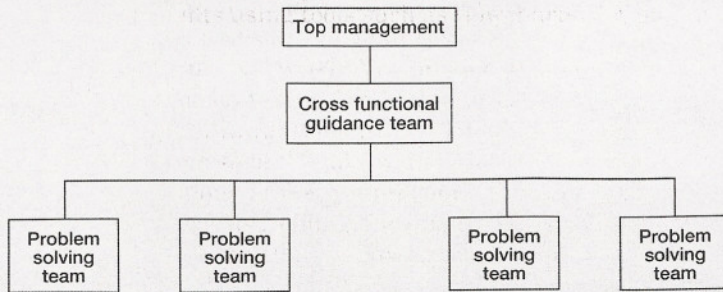 Top management
Cross functional
guidance team
Problem
solving
team
Problem
solving
team
Problem
solving
team
Problem
solving
team